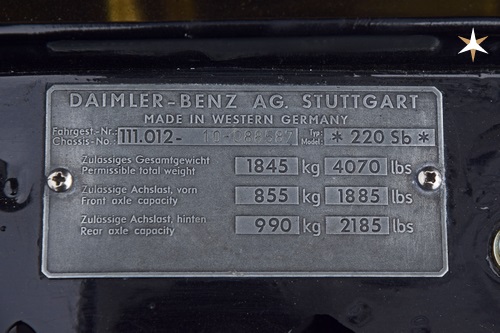 DAIMLER-BENZ AG. STUTTGART
MADE IN WESTERN GERMANY
Fahrgest-Nr.: Chassis-No.: 111.012- Typ: Model * 220 Sb *
Zulässiges Gesamtgewicht
Permissible total weight 1845 kg 4070 lbs
Zulässige Achslast, vorn
Front axle capacity 855 kg 1885 lbs
Zulässige Achslast, hinten
Rear axle capacity 990 kg 2185 lbs